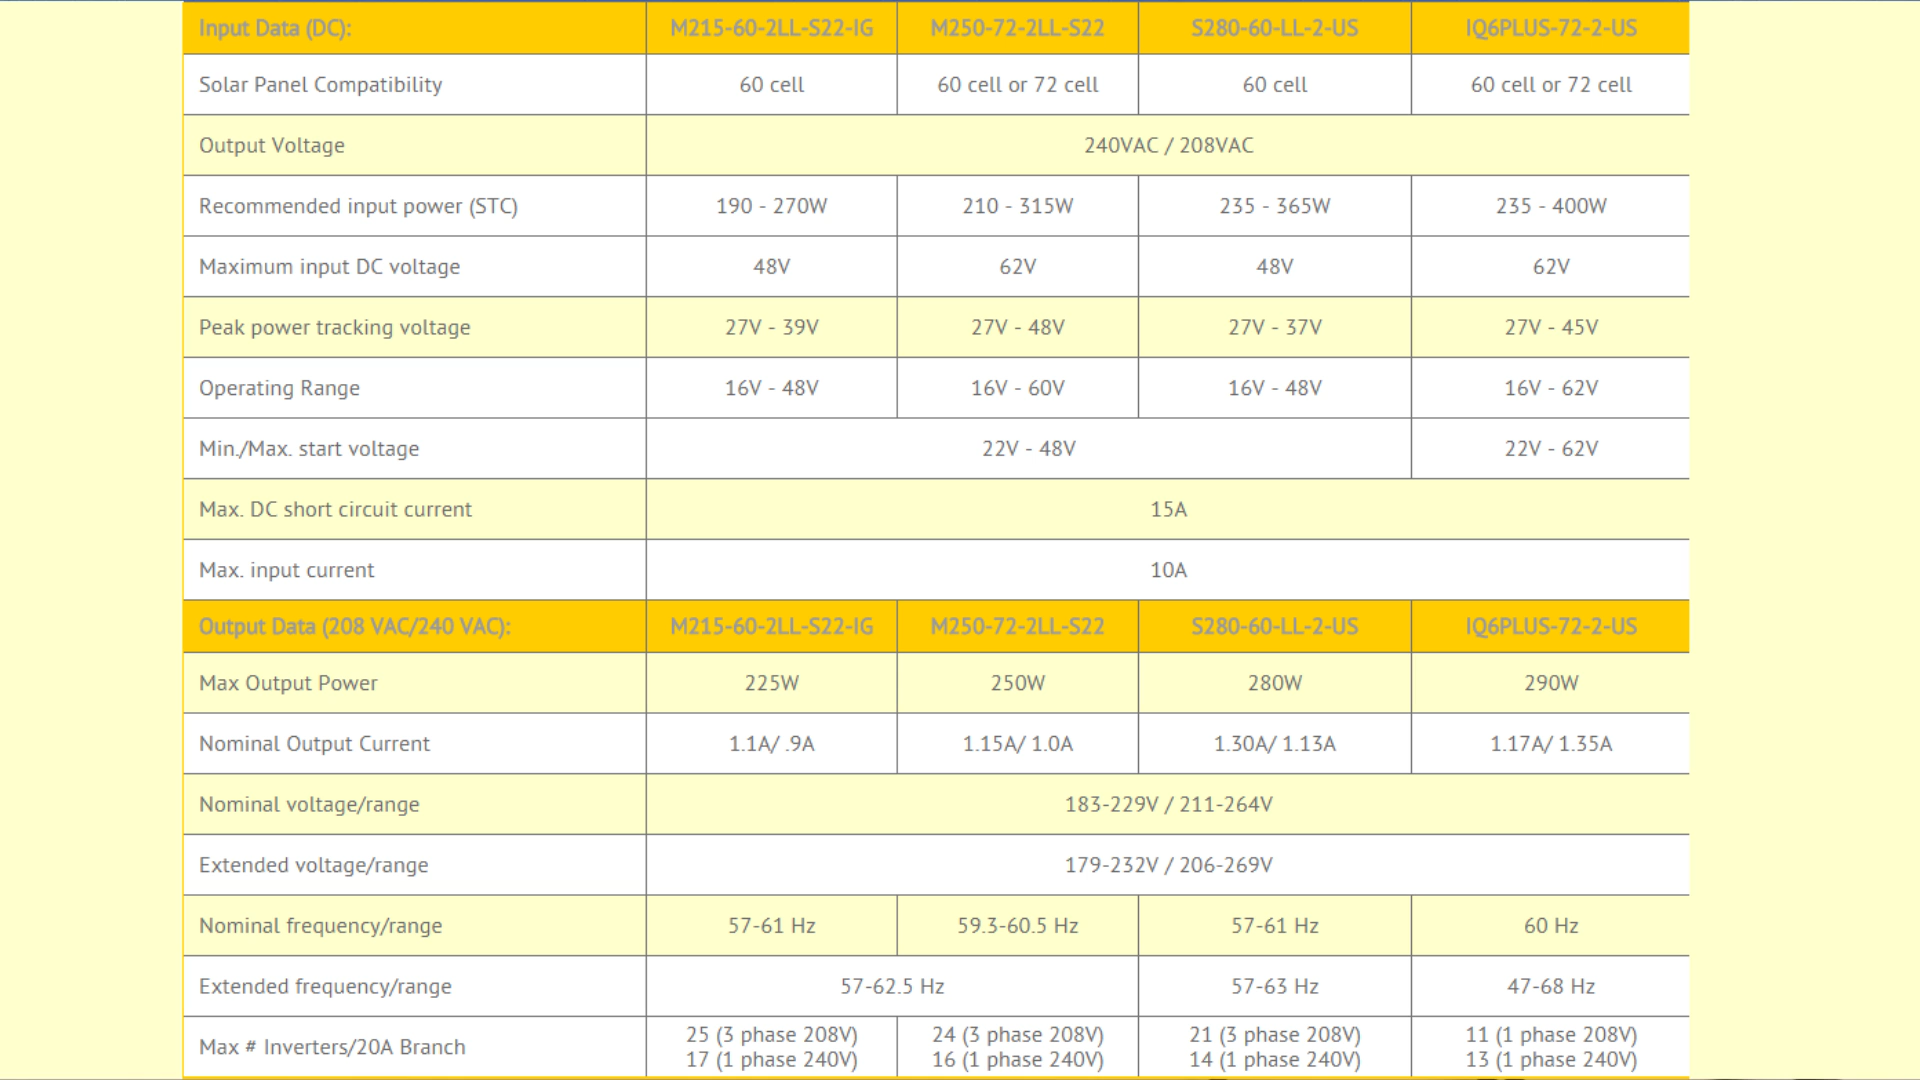 Input Data (DC): M215-60-2LL-S22-IG M250-72-2LL-S22 S280-60-LL-2-US IQ6PLUS-72-2-US
Solar Panel Compatibility 60 cell 60 cell or 72 cell 60 cell 60 cell or 72 cell
Output Voltage 240VAC / 208VAC
Recommended input power (STC) 190 - 270W 210 - 315W 235 - 365W 235 - 400W
Maximum input DC voltage 48V 62V 48V 62V
Peak power tracking voltage 27V - 39V 27V - 48V 27V - 37V 27V - 45V
Operating Range 16V - 48V 16V - 60V 16V - 48V 16V - 62V
Min./Max. start voltage 22V - 48V 22V - 62V
Max. DC short circuit current 15A
Max. input current 10A
Output Data (208 VAC/240 VAC): M215-60-2LL-S22-IG M250-72-2LL-S22 S280-60-LL-2-US IQ6PLUS-72-2-US
Max Output Power 225W 250W 280W 290W
Nominal Output Current 1.1A/ .9A 1.15A/ 1.0A 1.30A/ 1.13A 1.17A/ 1.35A
Nominal voltage/range 183-229V / 211-264V
Extended voltage/range 179-232V / 206-269V
Nominal frequency/range 57-61 Hz 59.3-60.5 Hz 57-61 Hz 60 Hz
Extended frequency/range 57-62.5 Hz 57-63 Hz 47-68 Hz
Max # Inverters/20A Branch 25 (3 phase 208V) 24 (3 phase 208V) 21 (3 phase 208V) 11 (1 phase 208V)
17 (1 phase 240V) 16 (1 phase 240V) 14 (1 phase 240V) 13 (1 phase 240V)